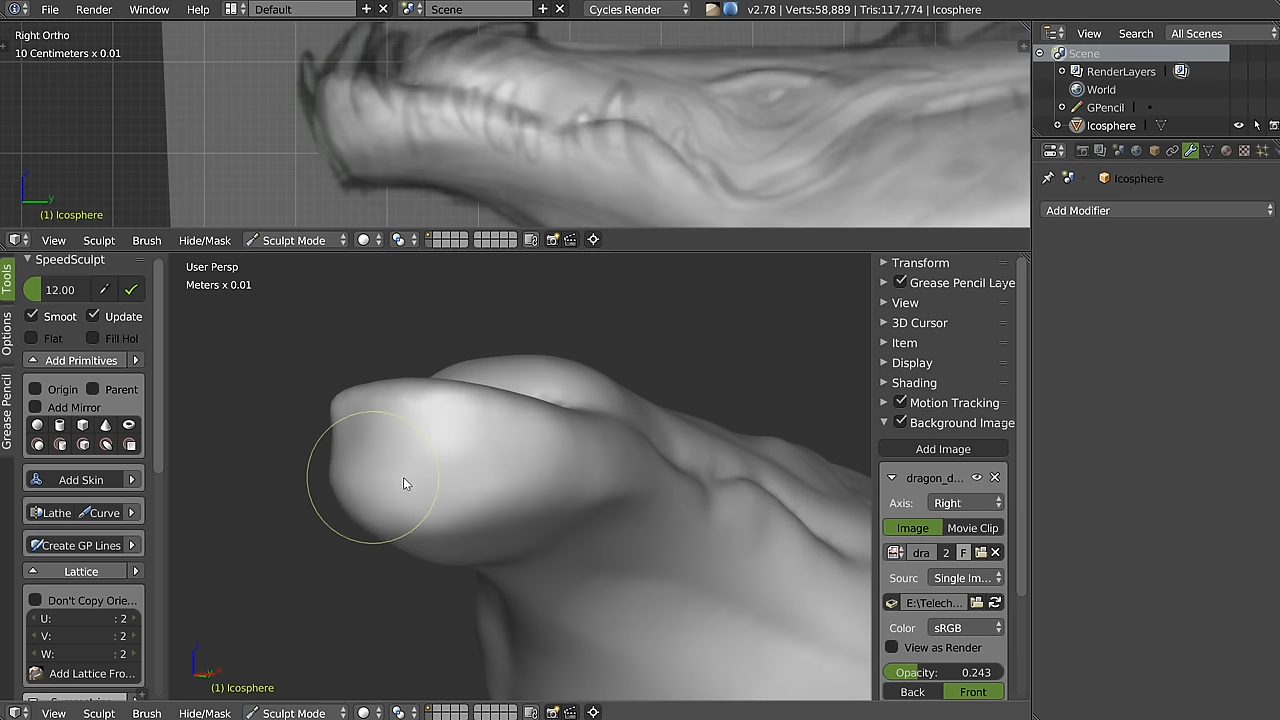 File Render Window Help Default Scene Cycles Render v2.78 | Verts:58,889 | Tris:117,774 | Icosphere
Right Ortho
10 Centimeters x 0.01
z
y
(1) Icosphere
View Sculpt Brush Hide/Mask Sculpt Mode
View Search All Scenes
Scene
RenderLayers |
World
GPencil
Icosphere
Icosphere
Add Modifier
Tools
Options
Grease Pencil
SpeedSculpt
12.00
Smoot Update
Flat Fill Hol
Add Primitives
Origin Parent
Add Mirror
Add Skin
Lathe Curve
Create GP Lines
Lattice
Don't Copy Orie...
U: : 2
V: : 2
W: : 2
Add Lattice Fro...
User Persp
Meters x 0.01
(1) Icosphere
Transform
Grease Pencil Laye
View
3D Cursor
Item
Display
Shading
Motion Tracking
Background Image
Add Image
dragon_d...
Axis: Right
Image Movie Clip
dra 2 F
Sourc Single Im...
E:\Telech...
Color sRGB
View as Render
Opacity: 0.243
Back Front
View Sculpt Brush Hide/Mask Sculpt Mode